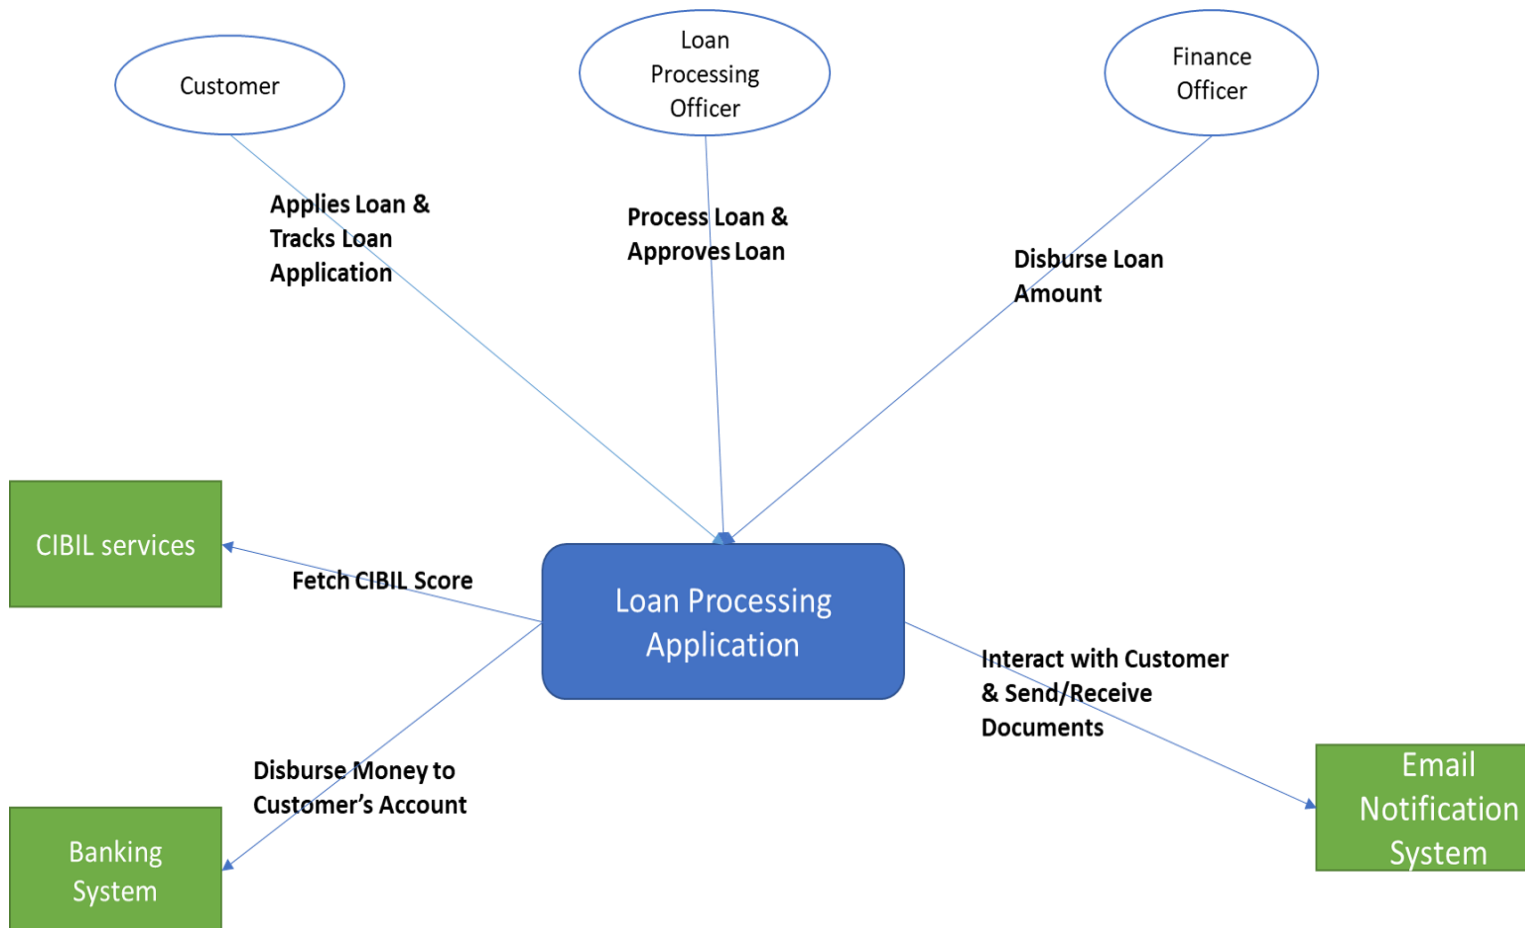 Customer
Loan
Processing
Officer
Finance
Officer
Applies Loan &
Tracks Loan
Application
Process Loan &
Approves Loan
Disburse Loan
Amount
CIBIL services
Fetch CIBIL Score
Loan Processing
Application
Interact with Customer
& Send/Receive
Documents
Disburse Money to
Customer’s Account
Banking
System
Email
Notification
System